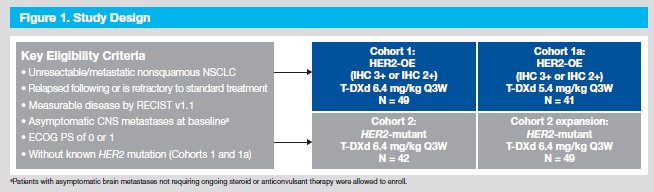 Figure 1. Study Design
Key Eligibility Criteria
• Unresectable/metastatic nonsquamous NSCLC
• Relapsed following or is refractory to standard treatment
• Measurable disease by RECIST v1.1
• Asymptomatic CNS metastases at baselineᵃ
• ECOG PS of 0 or 1
• Without known HER2 mutation (Cohorts 1 and 1a)
Cohort 1:
HER2-OE
(IHC 3+ or IHC 2+)
T-DXd 6.4 mg/kg Q3W
N = 49
Cohort 1a:
HER2-OE
(IHC 3+ or IHC 2+)
T-DXd 5.4 mg/kg Q3W
N = 41
Cohort 2:
HER2-mutant
T-DXd 6.4 mg/kg Q3W
N = 42
Cohort 2 expansion:
HER2-mutant
T-DXd 6.4 mg/kg Q3W
N = 49
ᵃPatients with asymptomatic brain metastases not requiring ongoing steroid or anticonvulsant therapy were allowed to enroll.